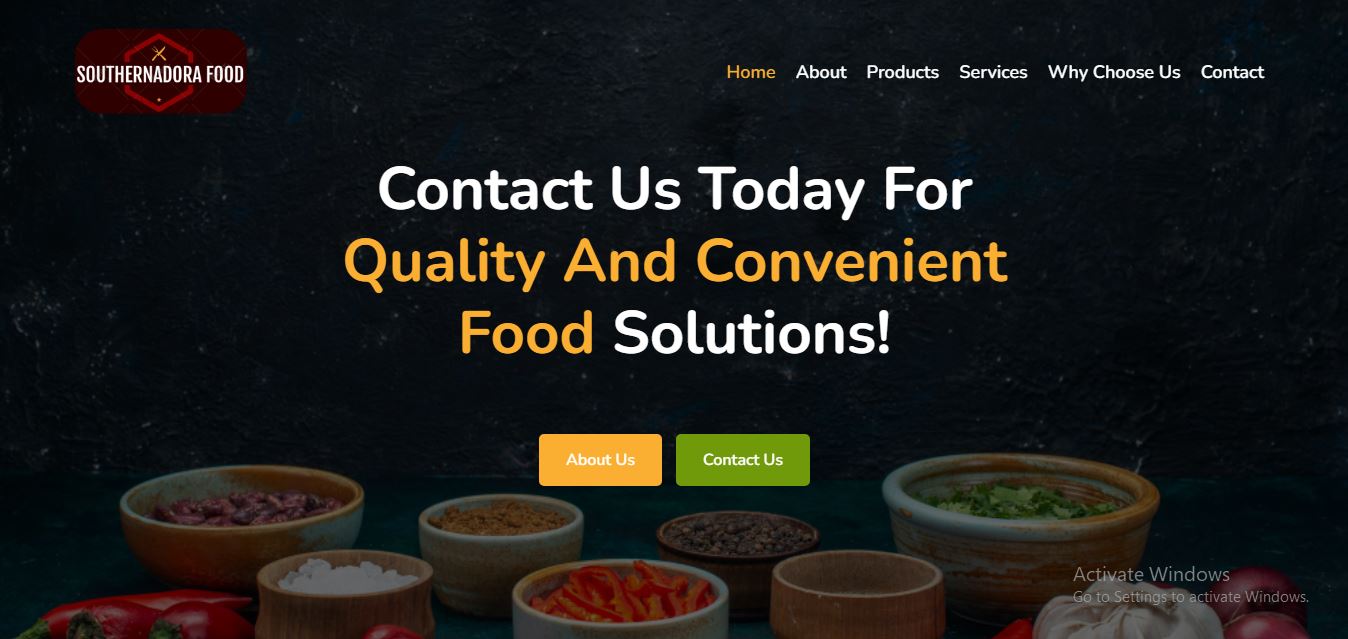 SOUTHERNADORA FOOD
Home About Products Services Why Choose Us Contact
Contact Us Today For
Quality And Convenient
Food Solutions!
About Us Contact Us
Activate Windows
Go to Settings to activate Windows.